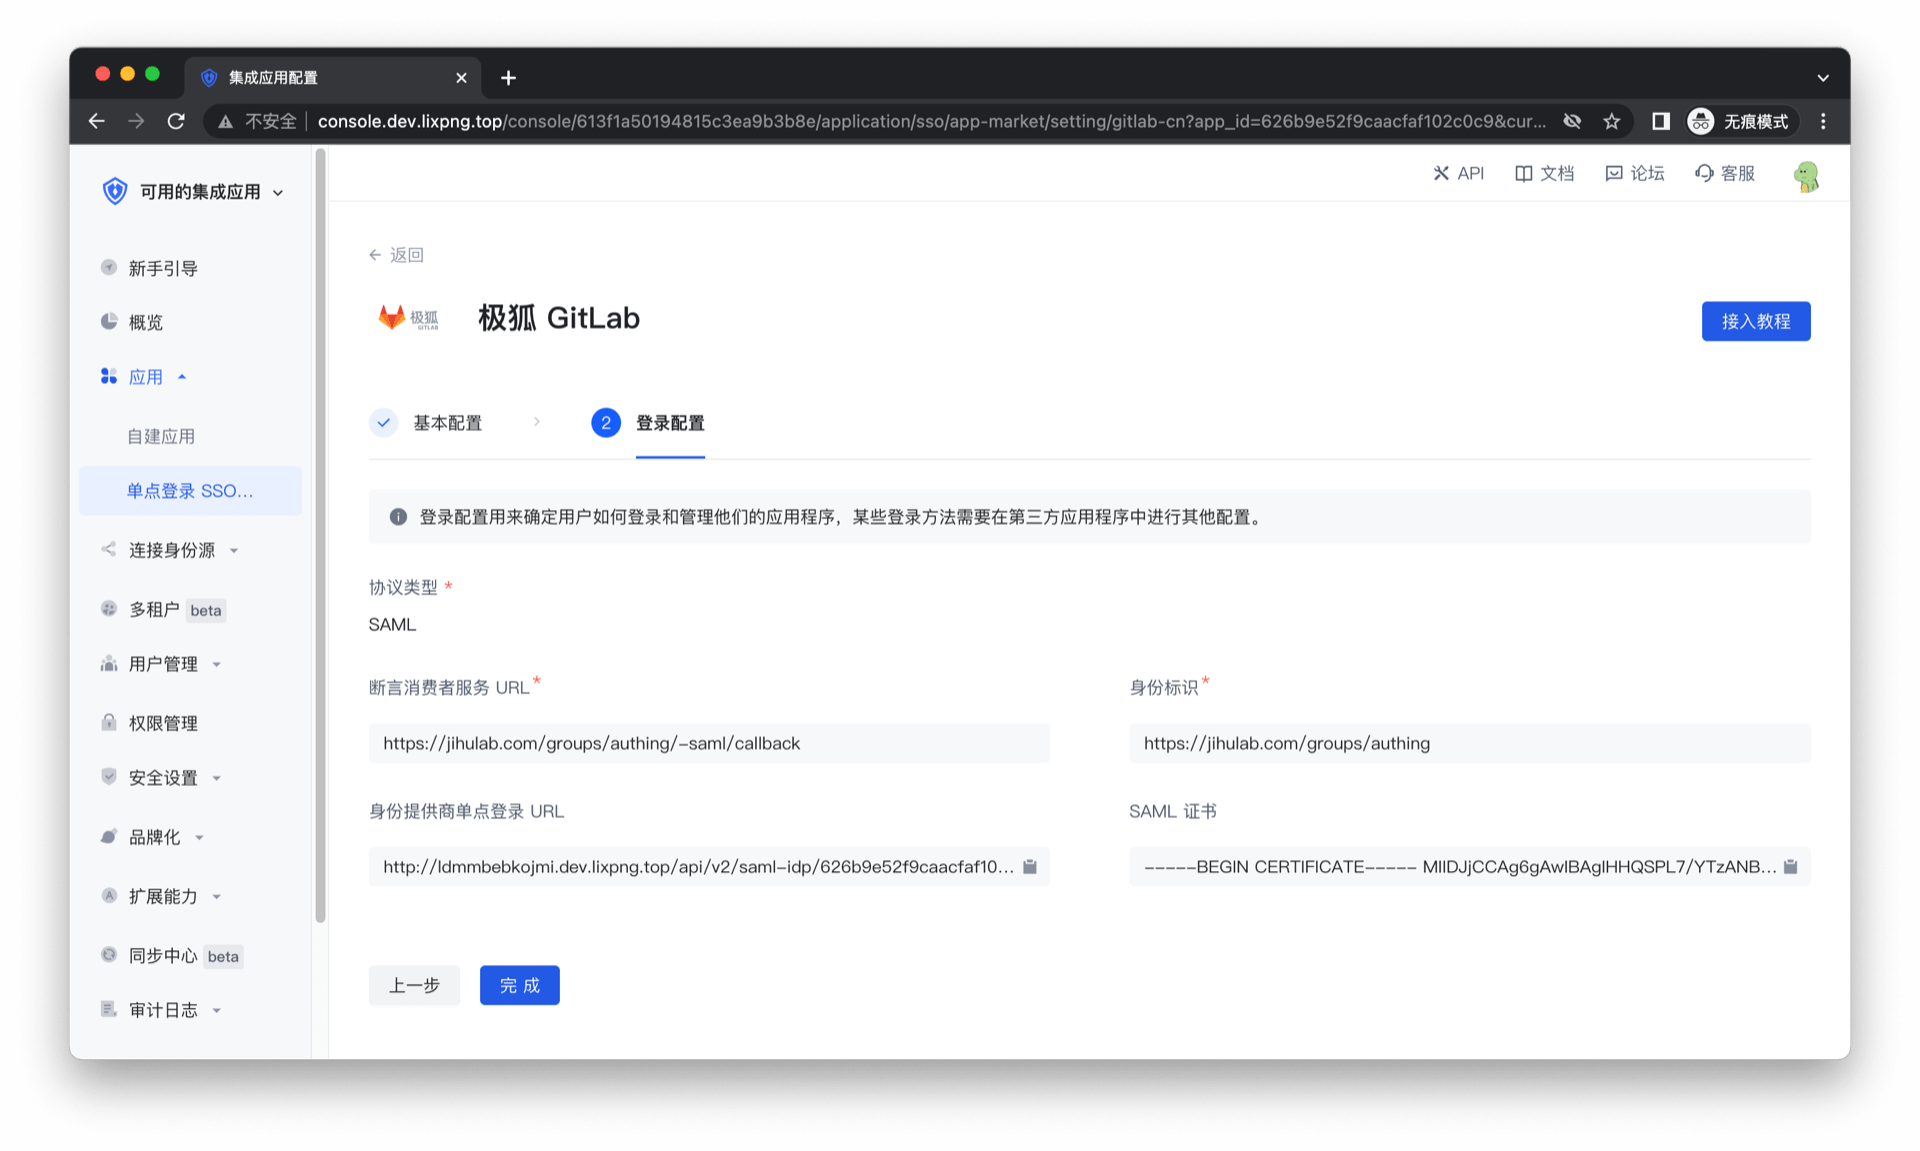 集成应用配置
不安全 | console.dev.lixpng.top/console/613f1a50194815c3ea9b3b8e/application/sso/app-market/setting/gitlab-cn?app_id=626b9e52f9caacfaf102c0c9&cur...
无痕模式
可用的集成应用
API
文档
论坛
客服
新手引导
概览
应用
自建应用
单点登录 SSO...
连接身份源
多租户 beta
用户管理
权限管理
安全设置
品牌化
扩展能力
同步中心 beta
审计日志
返回
极狐
GITLAB
极狐 GitLab
接入教程
基本配置
2 登录配置
登录配置用来确定用户如何登录和管理他们的应用程序，某些登录方法需要在第三方应用程序中进行其他配置。
协议类型 *
SAML
断言消费者服务 URL *
https://jihulab.com/groups/authing/-saml/callback
身份标识 *
https://jihulab.com/groups/authing
身份提供商单点登录 URL
http://ldmmbebkojmi.dev.lixpng.top/api/v2/saml-idp/626b9e52f9caacfaf10...
SAML 证书
-----BEGIN CERTIFICATE----- MIIDJjCCAg6gAwIBAgIHHQSPL7/YTzANB...
上一步
完 成